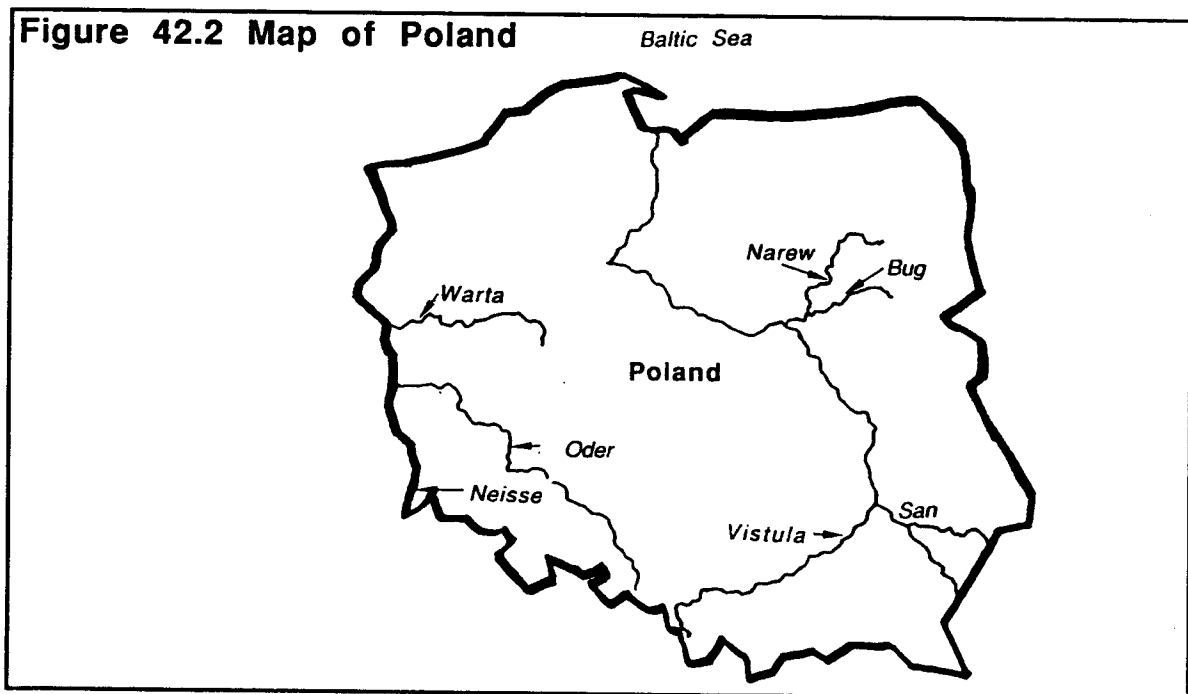 Figure 42.2 Map of Poland
Baltic Sea
Narew
Bug
Warta
Poland
Oder
Neisse
San
Vistula